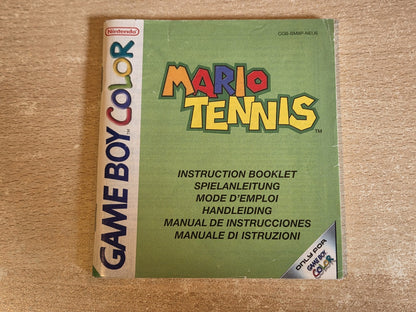 Nintendo
GAME BOY COLOR
CGB-BM8P-NEU6
MARIO
TENNIS
TM
INSTRUCTION BOOKLET
SPIELANLEITUNG
MODE D'EMPLOI
HANDLEIDING
MANUAL DE INSTRUCCIONES
MANUALE DI ISTRUZIONI
ONLY FOR
GAME BOY
COLOR